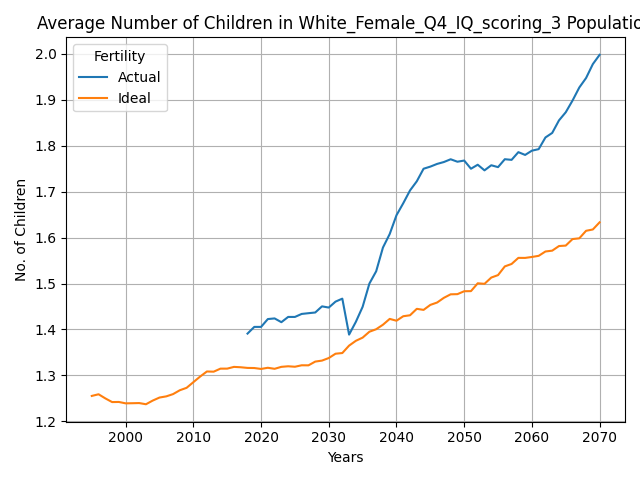 Average Number of Children in White_Female_Q4_IQ_scoring_3 Populatio
Fertility
Actual
Ideal
No. of Children
2.0
1.9
1.8
1.7
1.6
1.5
1.4
1.3
1.2
2000 2010 2020 2030 2040 2050 2060 2070
Years